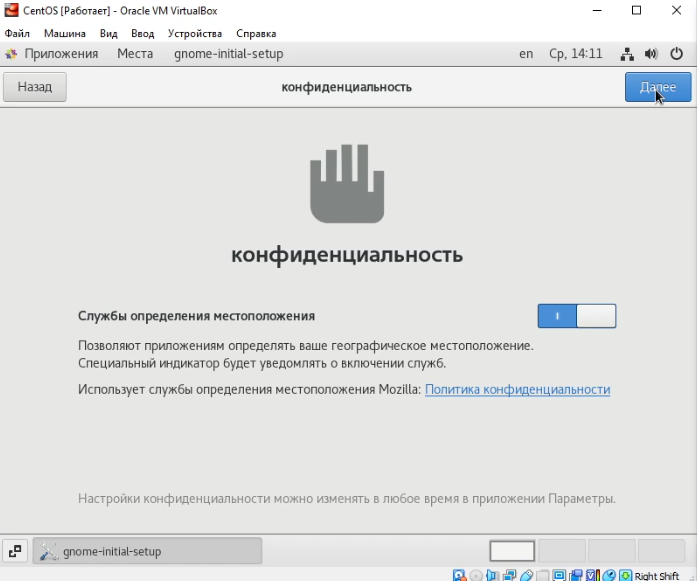 CentOS [Работает] - Oracle VM VirtualBox
Файл Машина Вид Ввод Устройства Справка
Приложения Места gnome-initial-setup en Ср, 14:11
Назад конфиденциальность Далее
конфиденциальность
Службы определения местоположения
Позволяют приложениям определять ваше географическое местоположение.
Специальный индикатор будет уведомлять о включении служб.
Использует службы определения местоположения Mozilla: Политика конфиденциальности
Настройки конфиденциальности можно изменять в любое время в приложении Параметры.
gnome-initial-setup
Right Shift